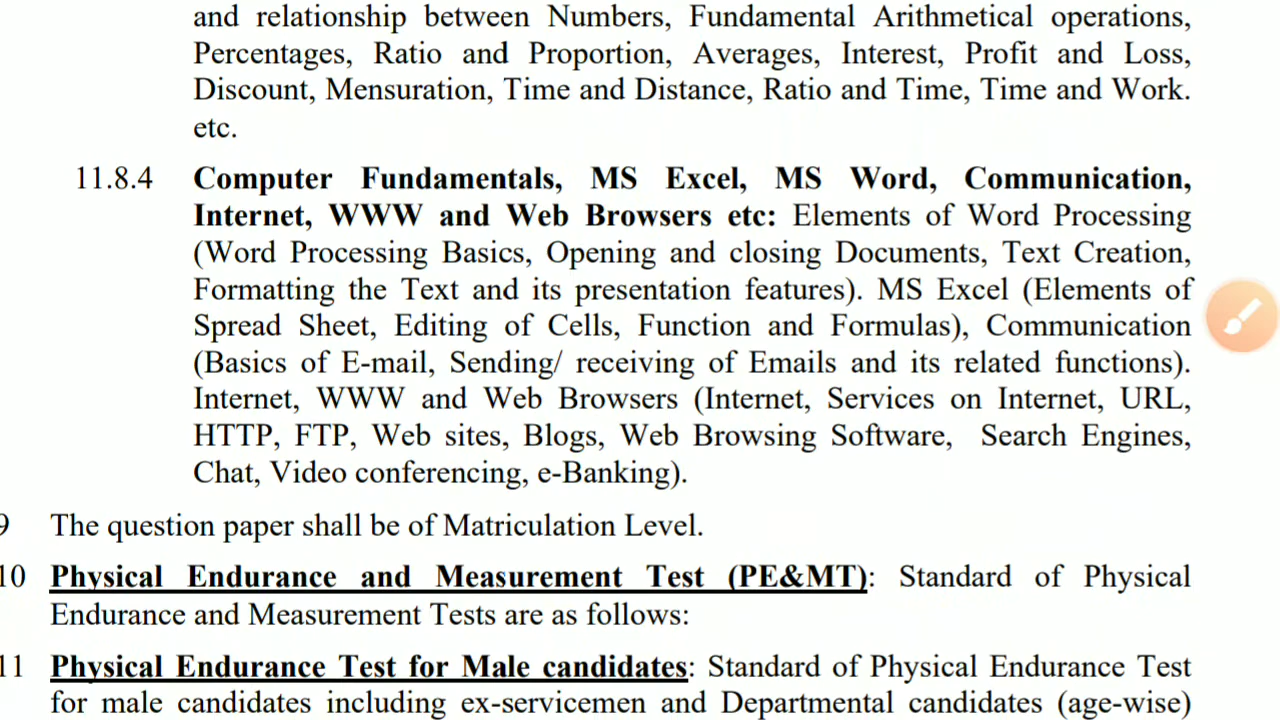 and relationship between Numbers, Fundamental Arithmetical operations,
Percentages, Ratio and Proportion, Averages, Interest, Profit and Loss,
Discount, Mensuration, Time and Distance, Ratio and Time, Time and Work.
etc.
11.8.4 Computer Fundamentals, MS Excel, MS Word, Communication,
Internet, WWW and Web Browsers etc: Elements of Word Processing
(Word Processing Basics, Opening and closing Documents, Text Creation,
Formatting the Text and its presentation features). MS Excel (Elements of
Spread Sheet, Editing of Cells, Function and Formulas), Communication
(Basics of E-mail, Sending/ receiving of Emails and its related functions).
Internet, WWW and Web Browsers (Internet, Services on Internet, URL,
HTTP, FTP, Web sites, Blogs, Web Browsing Software, Search Engines,
Chat, Video conferencing, e-Banking).
9 The question paper shall be of Matriculation Level.
10 Physical Endurance and Measurement Test (PE&MT): Standard of Physical
Endurance and Measurement Tests are as follows:
11 Physical Endurance Test for Male candidates: Standard of Physical Endurance Test
for male candidates including ex-servicemen and Departmental candidates (age-wise)